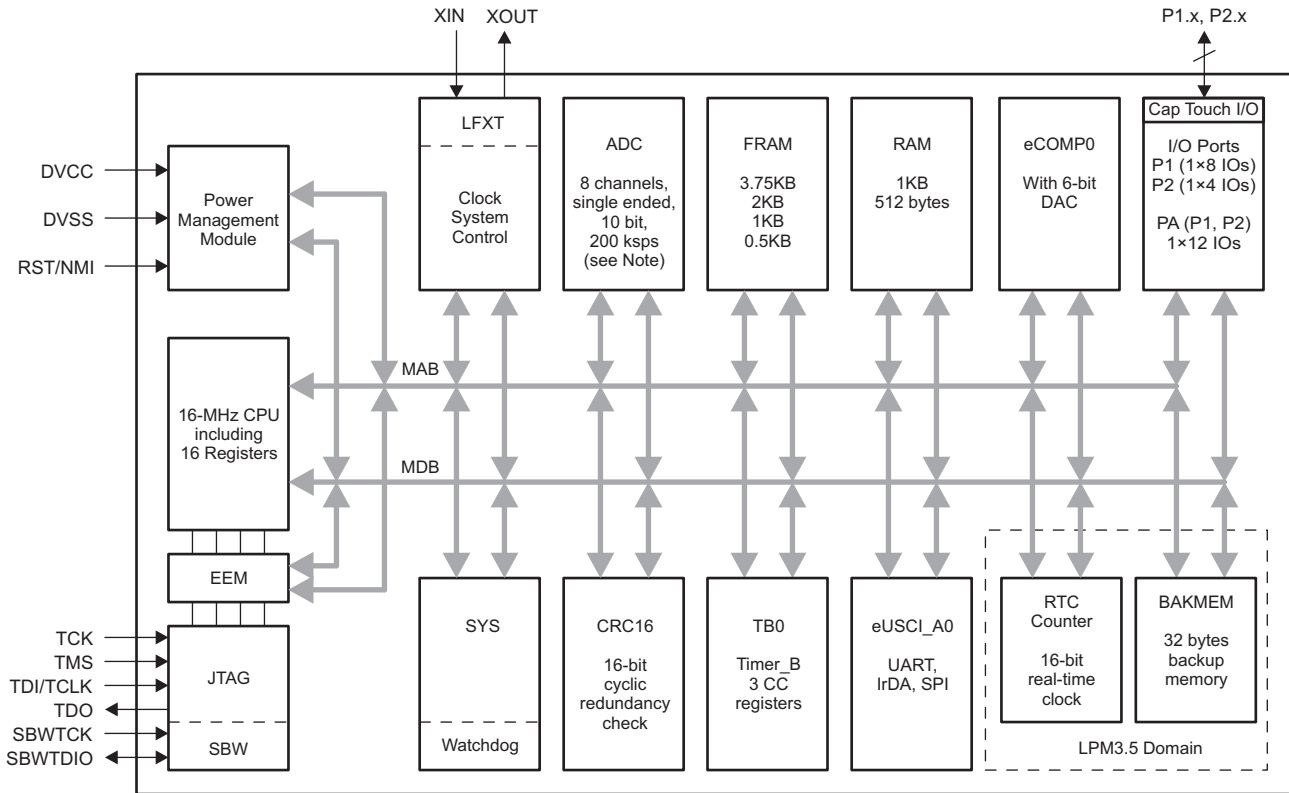 XIN
XOUT
P1.x, P2.x
DVCC
DVSS
RST/NMI
Power
Management
Module
LFXT
Clock
System
Control
ADC
8 channels,
single ended,
10 bit,
200 ksps
(see Note)
FRAM
3.75KB
2KB
1KB
0.5KB
RAM
1KB
512 bytes
eCOMP0
With 6-bit
DAC
Cap Touch I/O
I/O Ports
P1 (1×8 IOs)
P2 (1×4 IOs)
PA (P1, P2)
1×12 IOs
MAB
16-MHz CPU
including
16 Registers
MDB
EEM
TCK
TMS
TDI/TCLK
TDO
SBWTCK
SBWTDIO
JTAG
SBW
SYS
Watchdog
CRC16
16-bit
cyclic
redundancy
check
TB0
Timer_B
3 CC
registers
eUSCI_A0
UART,
IrDA, SPI
RTC
Counter
16-bit
real-time
clock
BAKMEM
32 bytes
backup
memory
LPM3.5 Domain